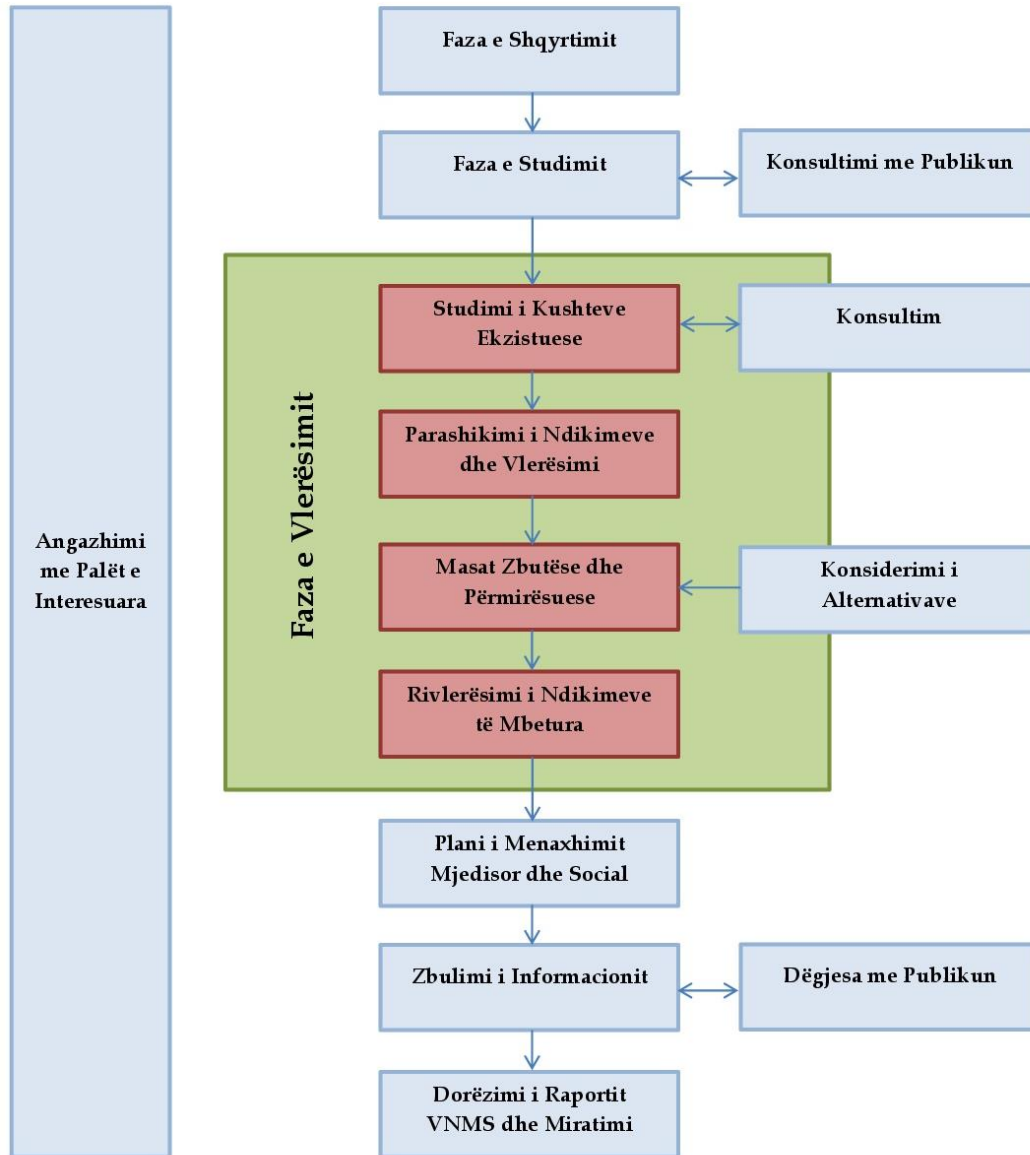 Faza e Shqyrtimit
Faza e Studimit
Konsultimi me Publikun
Studimi i Kushteve
Ekzistuese
Konsultim
Faza e Vlerësimit
Parashikimi i Ndikimeve
dhe Vlerësimi
Angazhimi
me Palët e
Interesuara
Masat Zbutëse dhe
Përmirësuese
Konsiderimi i
Alternativave
Rivlerësimi i Ndikimeve
të Mbetura
Plani i Menaxhimit
Mjedisor dhe Social
Zbulimi i Informacionit
Dëgjesa me Publikun
Dorëzimi i Raportit
VNMS dhe Miratimi